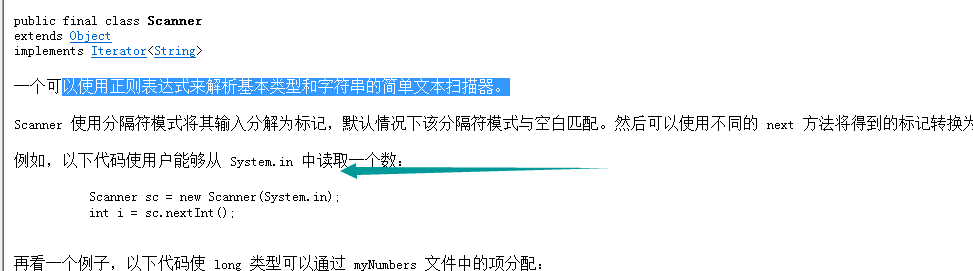 public final class Scanner
extends Object
implements Iterator<String>
一个可以使用正则表达式来解析基本类型和字符串的简单文本扫描器。
Scanner 使用分隔符模式将其输入分解为标记，默认情况下该分隔符模式与空白匹配。然后可以使用不同的 next 方法将得到的标记转换为
例如，以下代码使用户能够从 System.in 中读取一个数：
Scanner sc = new Scanner(System.in);
int i = sc.nextInt();
再看一个例子，以下代码使 long 类型可以通过 myNumbers 文件中的项分配：